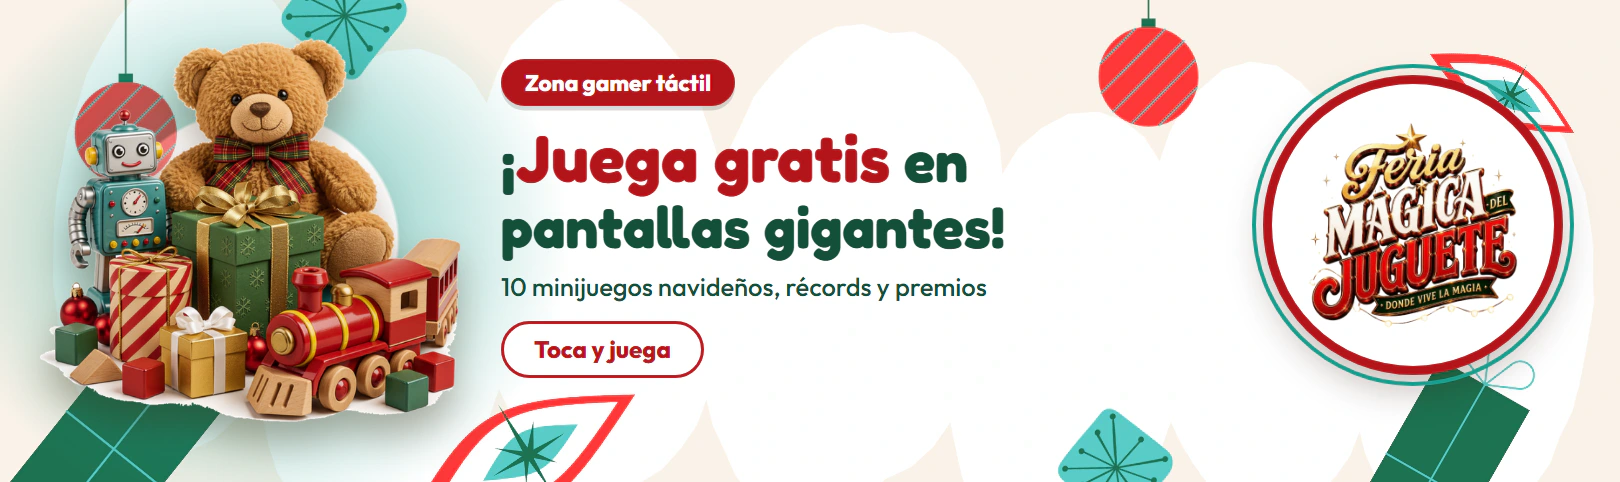 Zona gamer táctil
¡Juega gratis en
pantallas gigantes!
10 minijuegos navideños, récords y premios
Toca y juega
Feria
MÁGICA
DEL
JUGUETE
· DONDE VIVE LA MAGIA ·